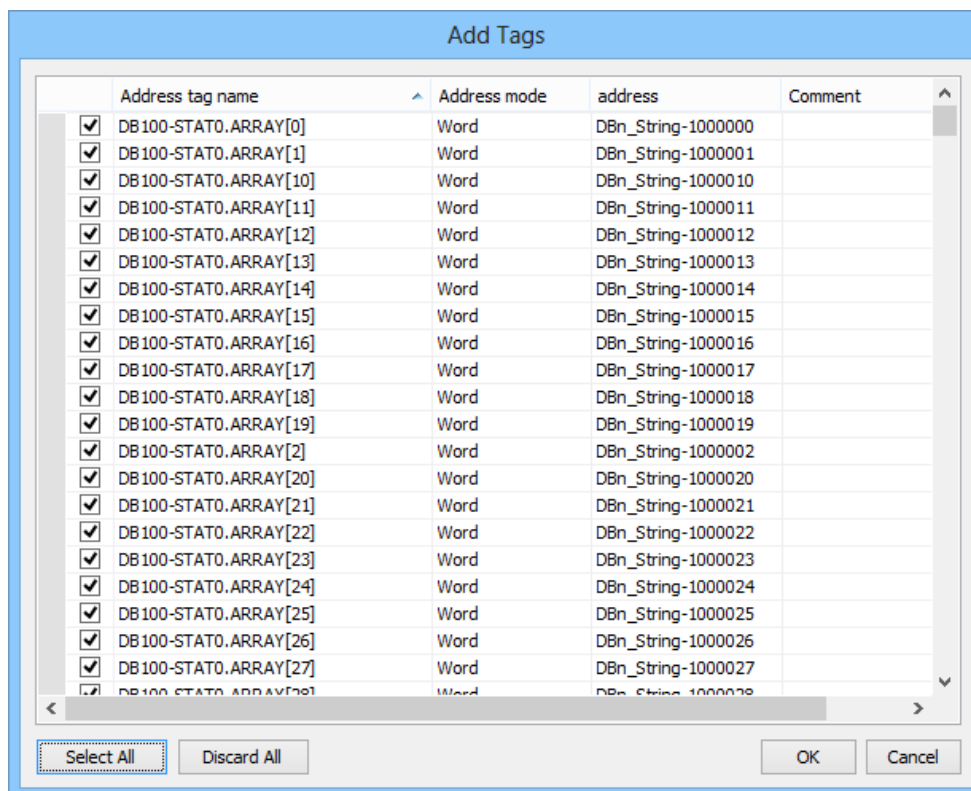 Add Tags
Address tag name Address mode address Comment
DB100-STAT0.ARRAY[0] Word DBn_String-1000000
DB100-STAT0.ARRAY[1] Word DBn_String-1000001
DB100-STAT0.ARRAY[10] Word DBn_String-1000010
DB100-STAT0.ARRAY[11] Word DBn_String-1000011
DB100-STAT0.ARRAY[12] Word DBn_String-1000012
DB100-STAT0.ARRAY[13] Word DBn_String-1000013
DB100-STAT0.ARRAY[14] Word DBn_String-1000014
DB100-STAT0.ARRAY[15] Word DBn_String-1000015
DB100-STAT0.ARRAY[16] Word DBn_String-1000016
DB100-STAT0.ARRAY[17] Word DBn_String-1000017
DB100-STAT0.ARRAY[18] Word DBn_String-1000018
DB100-STAT0.ARRAY[19] Word DBn_String-1000019
DB100-STAT0.ARRAY[2] Word DBn_String-1000002
DB100-STAT0.ARRAY[20] Word DBn_String-1000020
DB100-STAT0.ARRAY[21] Word DBn_String-1000021
DB100-STAT0.ARRAY[22] Word DBn_String-1000022
DB100-STAT0.ARRAY[23] Word DBn_String-1000023
DB100-STAT0.ARRAY[24] Word DBn_String-1000024
DB100-STAT0.ARRAY[25] Word DBn_String-1000025
DB100-STAT0.ARRAY[26] Word DBn_String-1000026
DB100-STAT0.ARRAY[27] Word DBn_String-1000027
DB100-STAT0.ARRAY[28] Word DBn_String-1000028
Select All Discard All OK Cancel